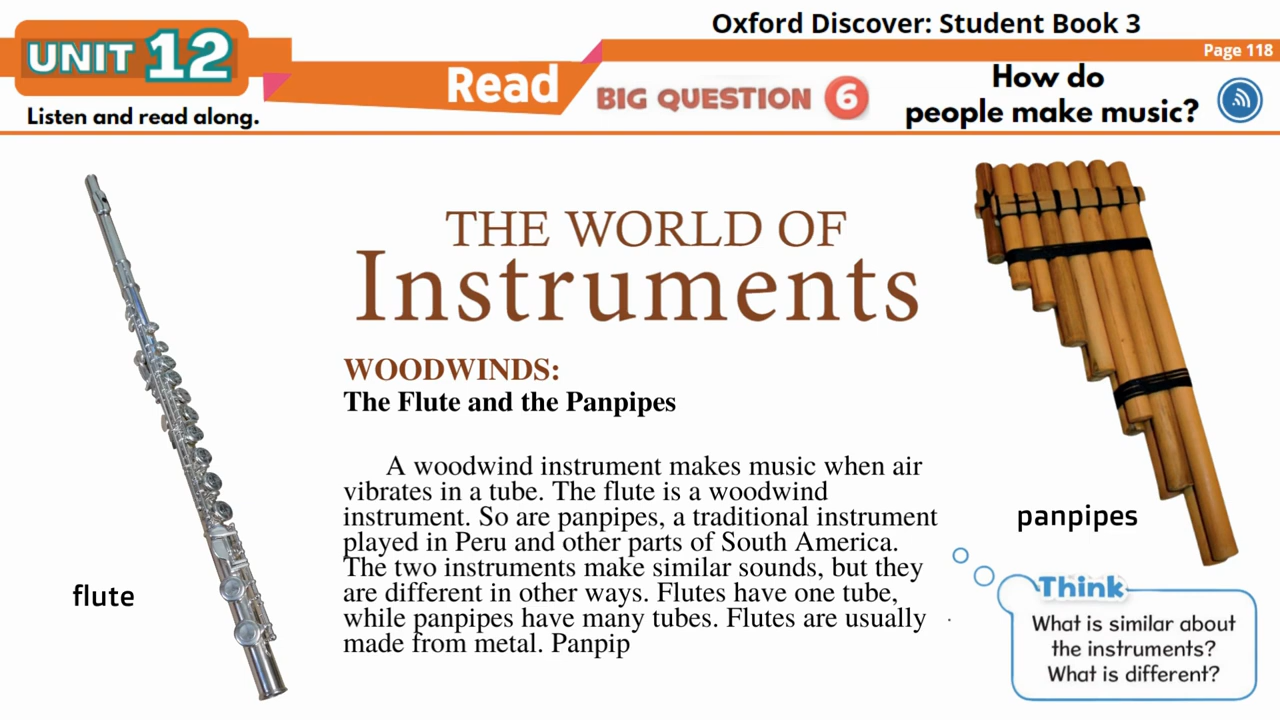 Oxford Discover: Student Book 3
UNIT 12
Page 118
Read
BIG QUESTION 6
How do
people make music?
Listen and read along.
THE WORLD OF
Instruments
WOODWINDS:
The Flute and the Panpipes
A woodwind instrument makes music when air
vibrates in a tube. The flute is a woodwind
instrument. So are panpipes, a traditional instrument
played in Peru and other parts of South America.
The two instruments make similar sounds, but they
are different in other ways. Flutes have one tube,
while panpipes have many tubes. Flutes are usually
made from metal. Panpip
flute
panpipes
Think
What is similar about
the instruments?
What is different?